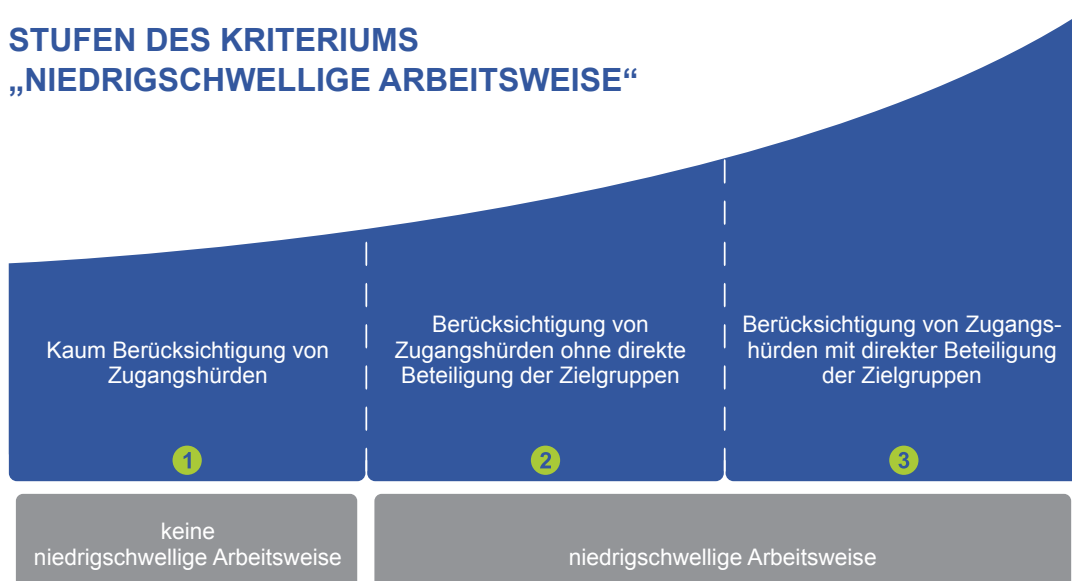 STUFEN DES KRITERIUMS
„NIEDRIGSCHWELLIGE ARBEITSWEISE“
Kaum Berücksichtigung von
Zugangshürden
1
Berücksichtigung von
Zugangshürden ohne direkte
Beteiligung der Zielgruppen
2
Berücksichtigung von Zugangs-
hürden mit direkter Beteiligung
der Zielgruppen
3
keine
niedrigschwellige Arbeitsweise
niedrigschwellige Arbeitsweise